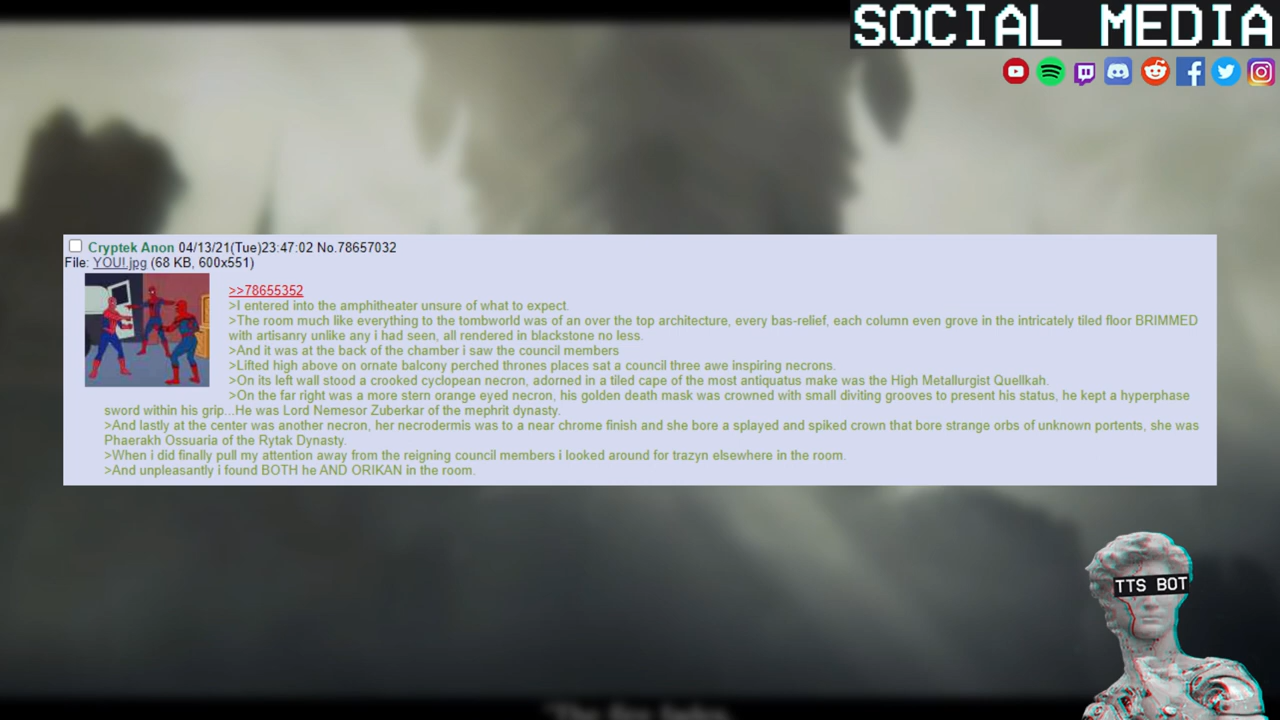 SOCIAL MEDIA
Cryptek Anon 04/13/21(Tue)23:47:02 No.78657032
File: YOU!.jpg (68 KB, 600x551)
>>78655352
>I entered into the amphitheater unsure of what to expect.
>The room much like everything to the tombworld was of an over the top architecture, every bas-relief, each column even grove in the intricately tiled floor BRIMMED
with artisanry unlike any i had seen, all rendered in blackstone no less.
>And it was at the back of the chamber i saw the council members
>Lifted high above on ornate balcony perched thrones places sat a council three awe inspiring necrons.
>On its left wall stood a crooked cyclopean necron, adorned in a tiled cape of the most antiquatus make was the High Metallurgist Quellkah.
>On the far right was a more stern orange eyed necron, his golden death mask was crowned with small diviting grooves to present his status, he kept a hyperphase
sword within his grip...He was Lord Nemesor Zuberkar of the mephrit dynasty.
>And lastly at the center was another necron, her necrodermis was to a near chrome finish and she bore a splayed and spiked crown that bore strange orbs of unknown portents, she was
Phaerakh Ossuaria of the Rytak Dynasty.
>When i did finally pull my attention away from the reigning council members i looked around for trazyn elsewhere in the room.
>And unpleasantly i found BOTH he AND ORIKAN in the room.
TTS BOT